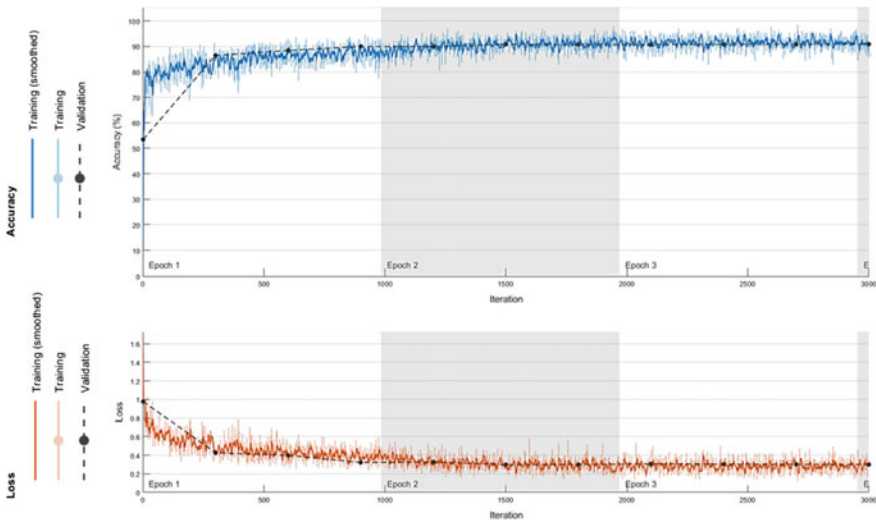 Accuracy
Training (smoothed)
Training
Validation
Accuracy (%)
100
90
80
70
60
50
40
30
20
10
0
Epoch 1
Epoch 2
Epoch 3
E
0
500
1000
1500
2000
2500
3000
Iteration
Loss
Training (smoothed)
Training
Validation
Loss
1.6
1.4
1.2
1
0.8
0.6
0.4
0.2
0
Epoch 1
Epoch 2
Epoch 3
E
0
500
1000
1500
2000
2500
3000
Iteration